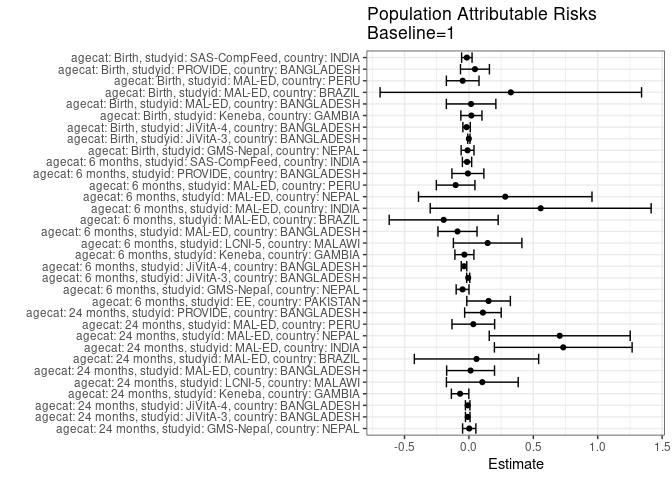 Population Attributable Risks
Baseline=1
agecat: Birth, studyid: SAS-CompFeed, country: INDIA
agecat: Birth, studyid: PROVIDE, country: BANGLADESH
agecat: Birth, studyid: MAL-ED, country: PERU
agecat: Birth, studyid: MAL-ED, country: BRAZIL
agecat: Birth, studyid: MAL-ED, country: BANGLADESH
agecat: Birth, studyid: Keneba, country: GAMBIA
agecat: Birth, studyid: JiVitA-4, country: BANGLADESH
agecat: Birth, studyid: JiVitA-3, country: BANGLADESH
agecat: Birth, studyid: GMS-Nepal, country: NEPAL
agecat: 6 months, studyid: SAS-CompFeed, country: INDIA
agecat: 6 months, studyid: PROVIDE, country: BANGLADESH
agecat: 6 months, studyid: MAL-ED, country: PERU
agecat: 6 months, studyid: MAL-ED, country: NEPAL
agecat: 6 months, studyid: MAL-ED, country: INDIA
agecat: 6 months, studyid: MAL-ED, country: BRAZIL
agecat: 6 months, studyid: MAL-ED, country: BANGLADESH
agecat: 6 months, studyid: LCNI-5, country: MALAWI
agecat: 6 months, studyid: Keneba, country: GAMBIA
agecat: 6 months, studyid: JiVitA-4, country: BANGLADESH
agecat: 6 months, studyid: JiVitA-3, country: BANGLADESH
agecat: 6 months, studyid: GMS-Nepal, country: NEPAL
agecat: 6 months, studyid: EE, country: PAKISTAN
agecat: 24 months, studyid: PROVIDE, country: BANGLADESH
agecat: 24 months, studyid: MAL-ED, country: PERU
agecat: 24 months, studyid: MAL-ED, country: NEPAL
agecat: 24 months, studyid: MAL-ED, country: INDIA
agecat: 24 months, studyid: MAL-ED, country: BRAZIL
agecat: 24 months, studyid: MAL-ED, country: BANGLADESH
agecat: 24 months, studyid: LCNI-5, country: MALAWI
agecat: 24 months, studyid: Keneba, country: GAMBIA
agecat: 24 months, studyid: JiVitA-4, country: BANGLADESH
agecat: 24 months, studyid: JiVitA-3, country: BANGLADESH
agecat: 24 months, studyid: GMS-Nepal, country: NEPAL
-0.5 0.0 0.5 1.0 1.5
Estimate